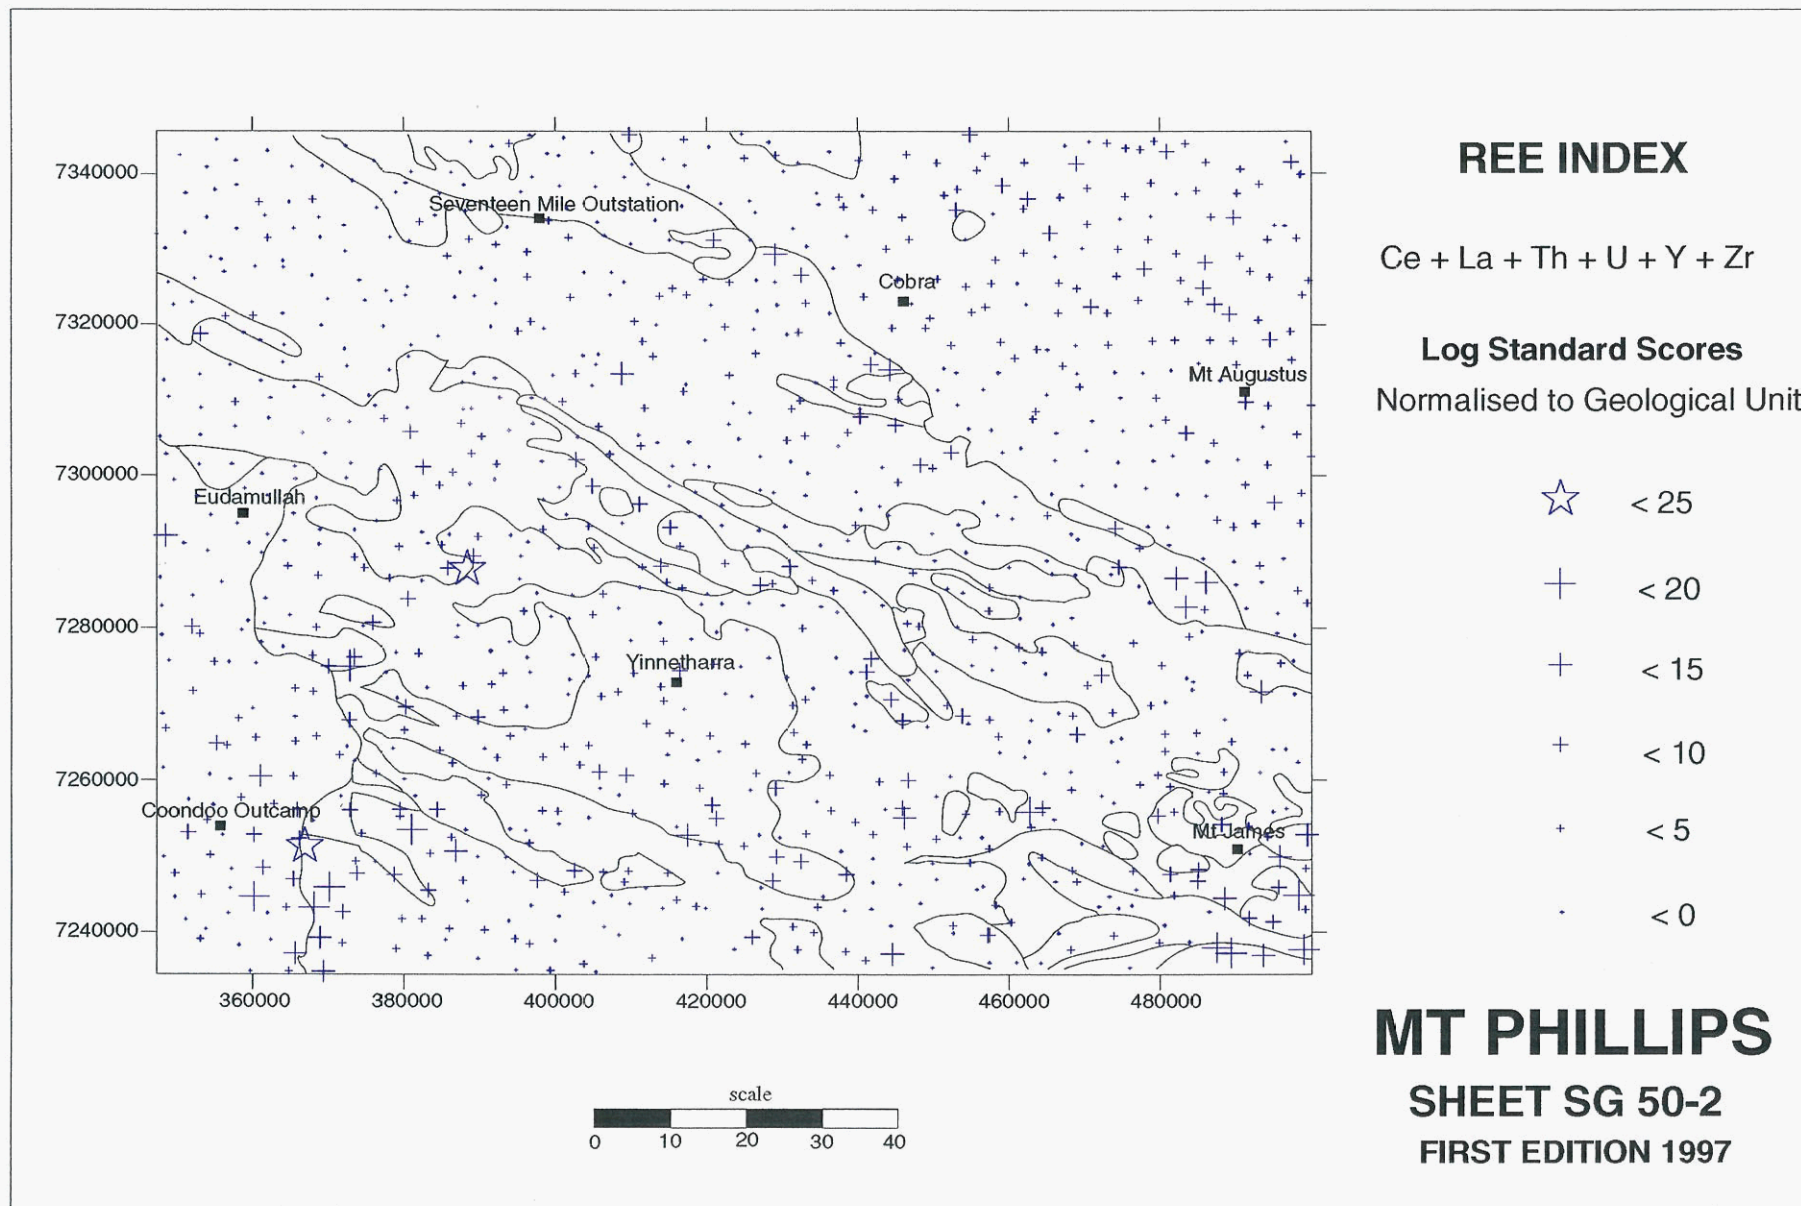 REE INDEX
Ce + La + Th + U + Y + Zr
Log Standard Scores
Normalised to Geological Unit
< 25
< 20
< 15
< 10
< 5
< 0
7340000
7320000
7300000
7280000
7260000
7240000
Seventeen Mile Outstation
Cobra
Mt Augustus
Eudamullah
Yinnetharra
Coondoo Outcamp
Mt James
360000
380000
400000
420000
440000
460000
480000
scale
0
10
20
30
40
MT PHILLIPS
SHEET SG 50-2
FIRST EDITION 1997